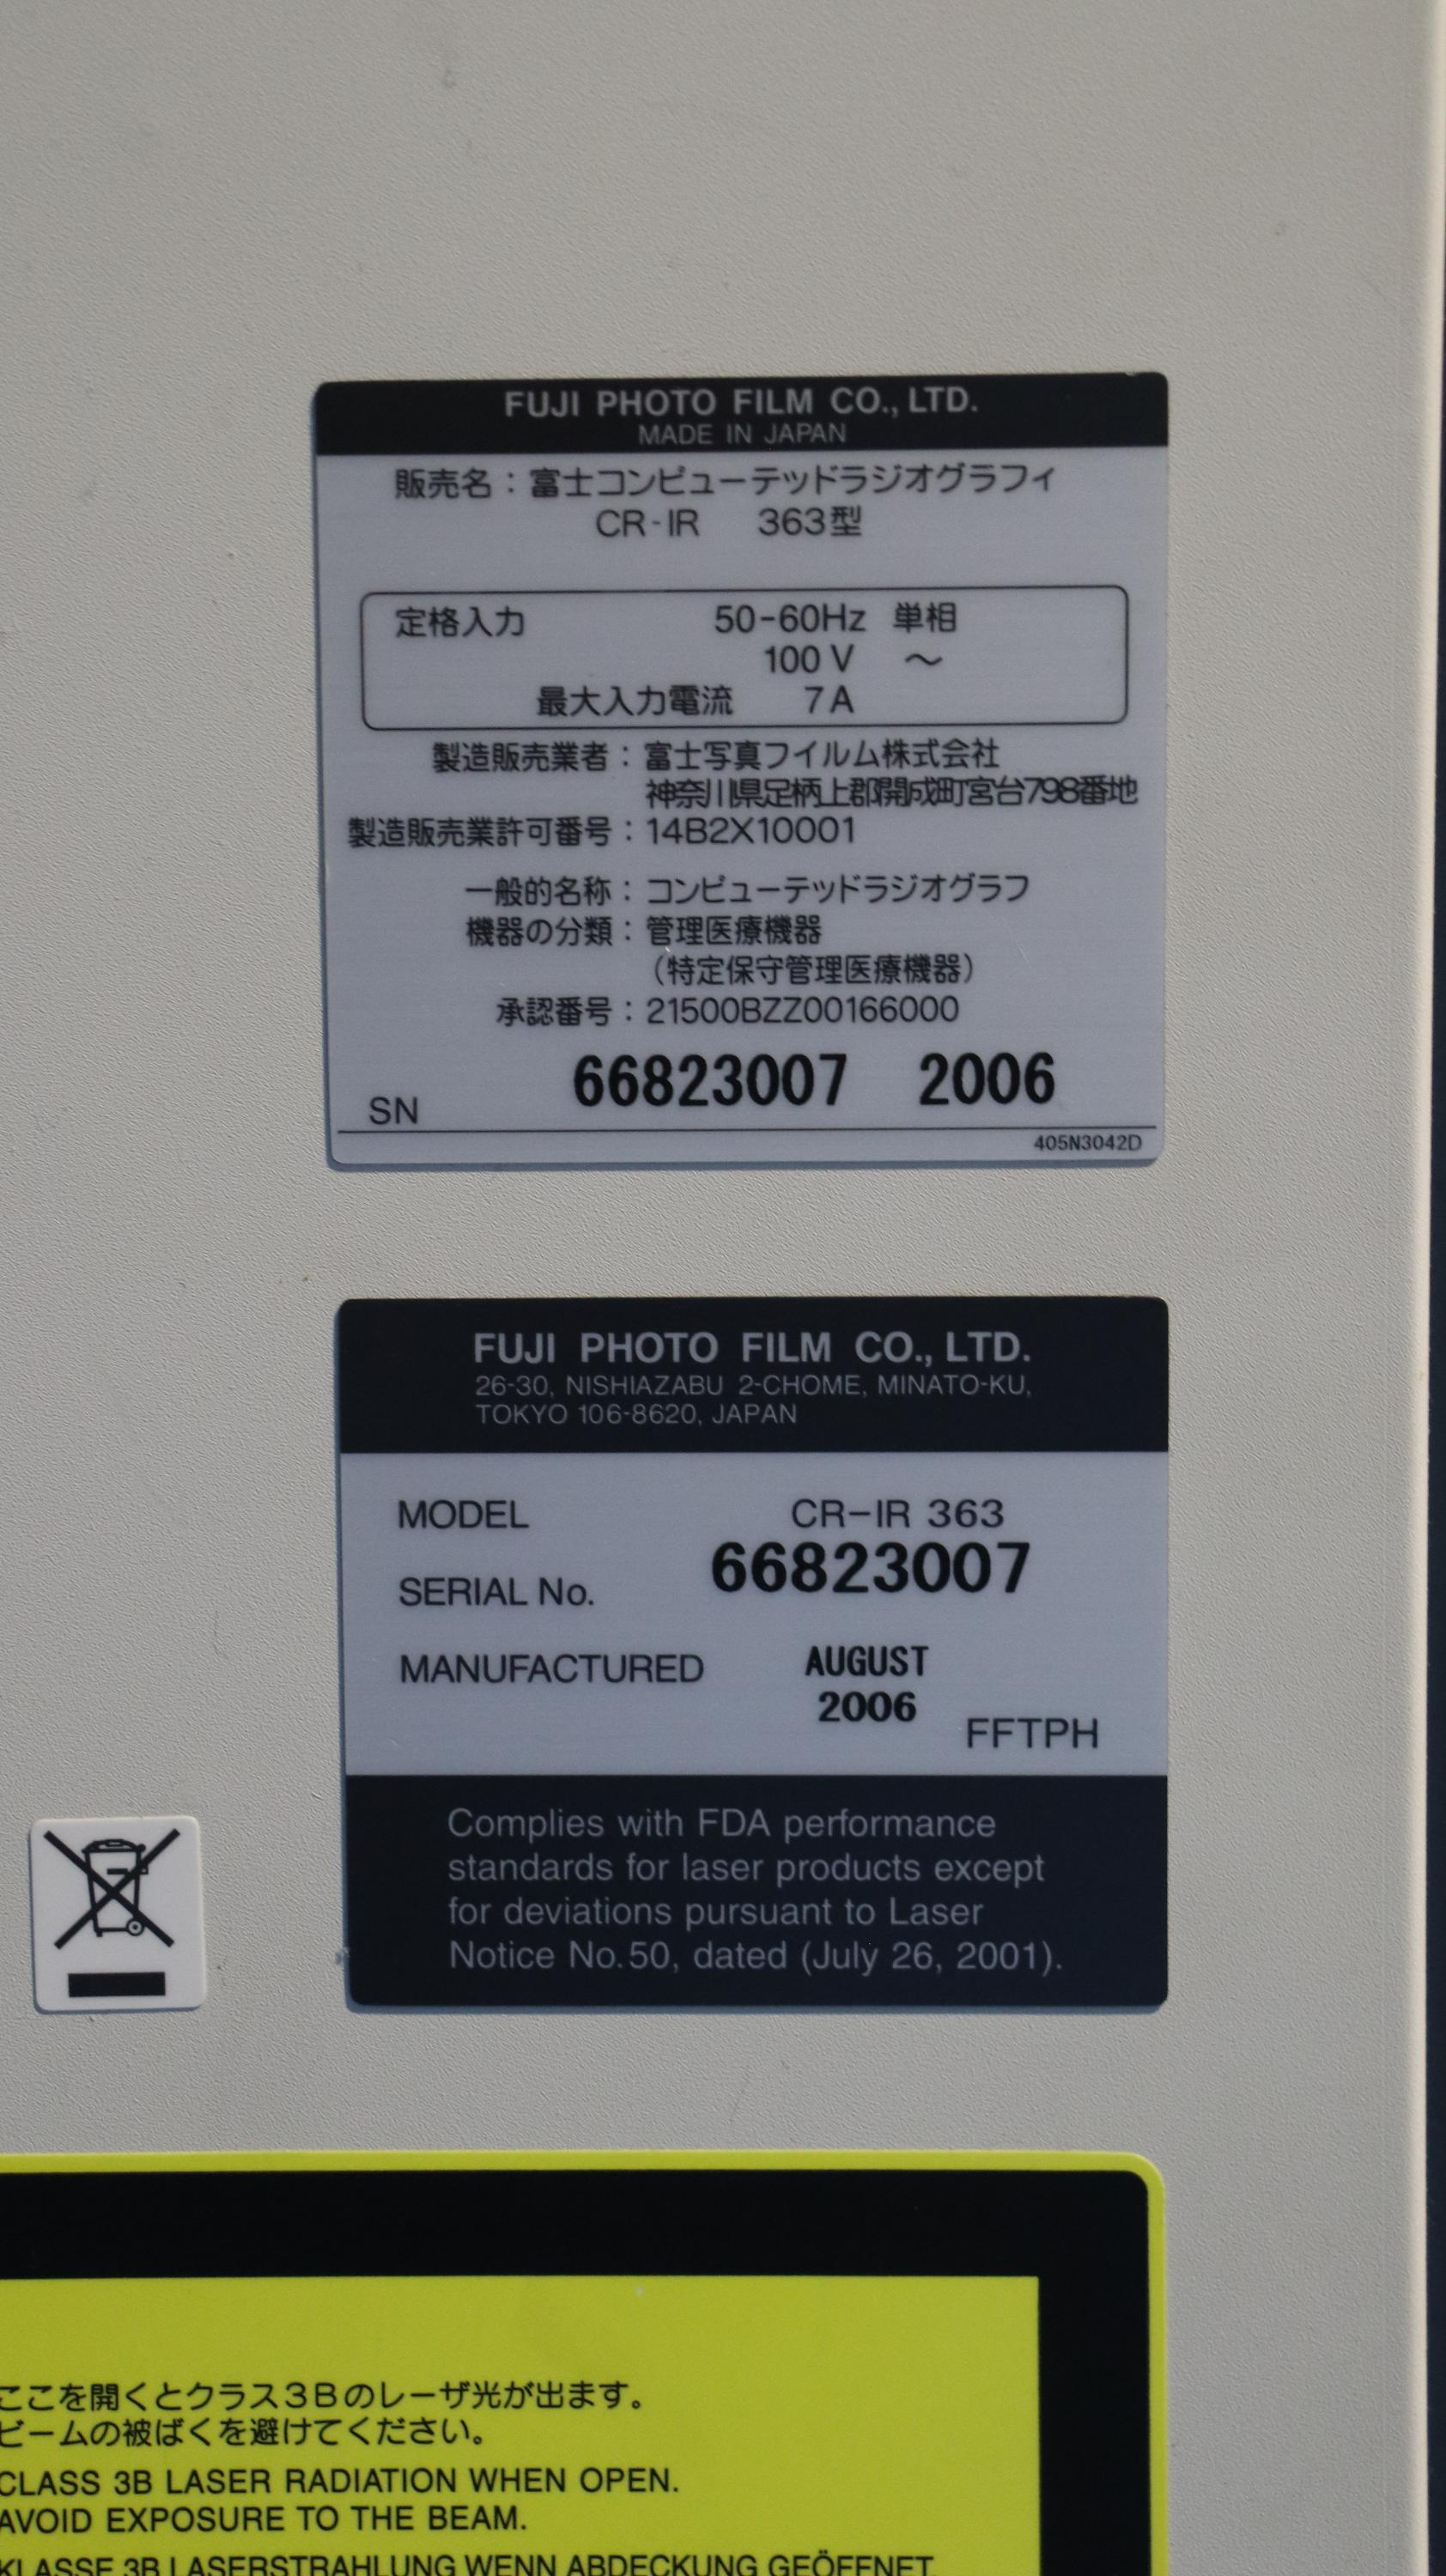 FUJI PHOTO FILM CO., LTD.
MADE IN JAPAN
販売名：富士コンピューテッドラジオグラフィ
CR-IR 363型
定格入力 50-60Hz 単相
100 V ～
最大入力電流 7 A
製造販売業者：富士写真フイルム株式会社
神奈川県足柄上郡開成町宮台798番地
製造販売業許可番号：14B2X10001
一般的名称：コンピューテッドラジオグラフ
機器の分類：管理医療機器
（特定保守管理医療機器）
承認番号：21500BZZ00166000
SN 66823007 2006
405N3042D
FUJI PHOTO FILM CO., LTD.
26-30, NISHIAZABU 2-CHOME, MINATO-KU,
TOKYO 106-8620, JAPAN
MODEL CR-IR 363
SERIAL No. 66823007
MANUFACTURED AUGUST
2006
FFTPH
Complies with FDA performance
standards for laser products except
for deviations pursuant to Laser
Notice No.50, dated (July 26, 2001).
ここを開くとクラス3Bのレーザ光が出ます。
ビームの被ばくを避けてください。
CLASS 3B LASER RADIATION WHEN OPEN.
AVOID EXPOSURE TO THE BEAM.
KLASSE 3B LASERSTRAHLUNG WENN ABDECKUNG GEÖFFNET.